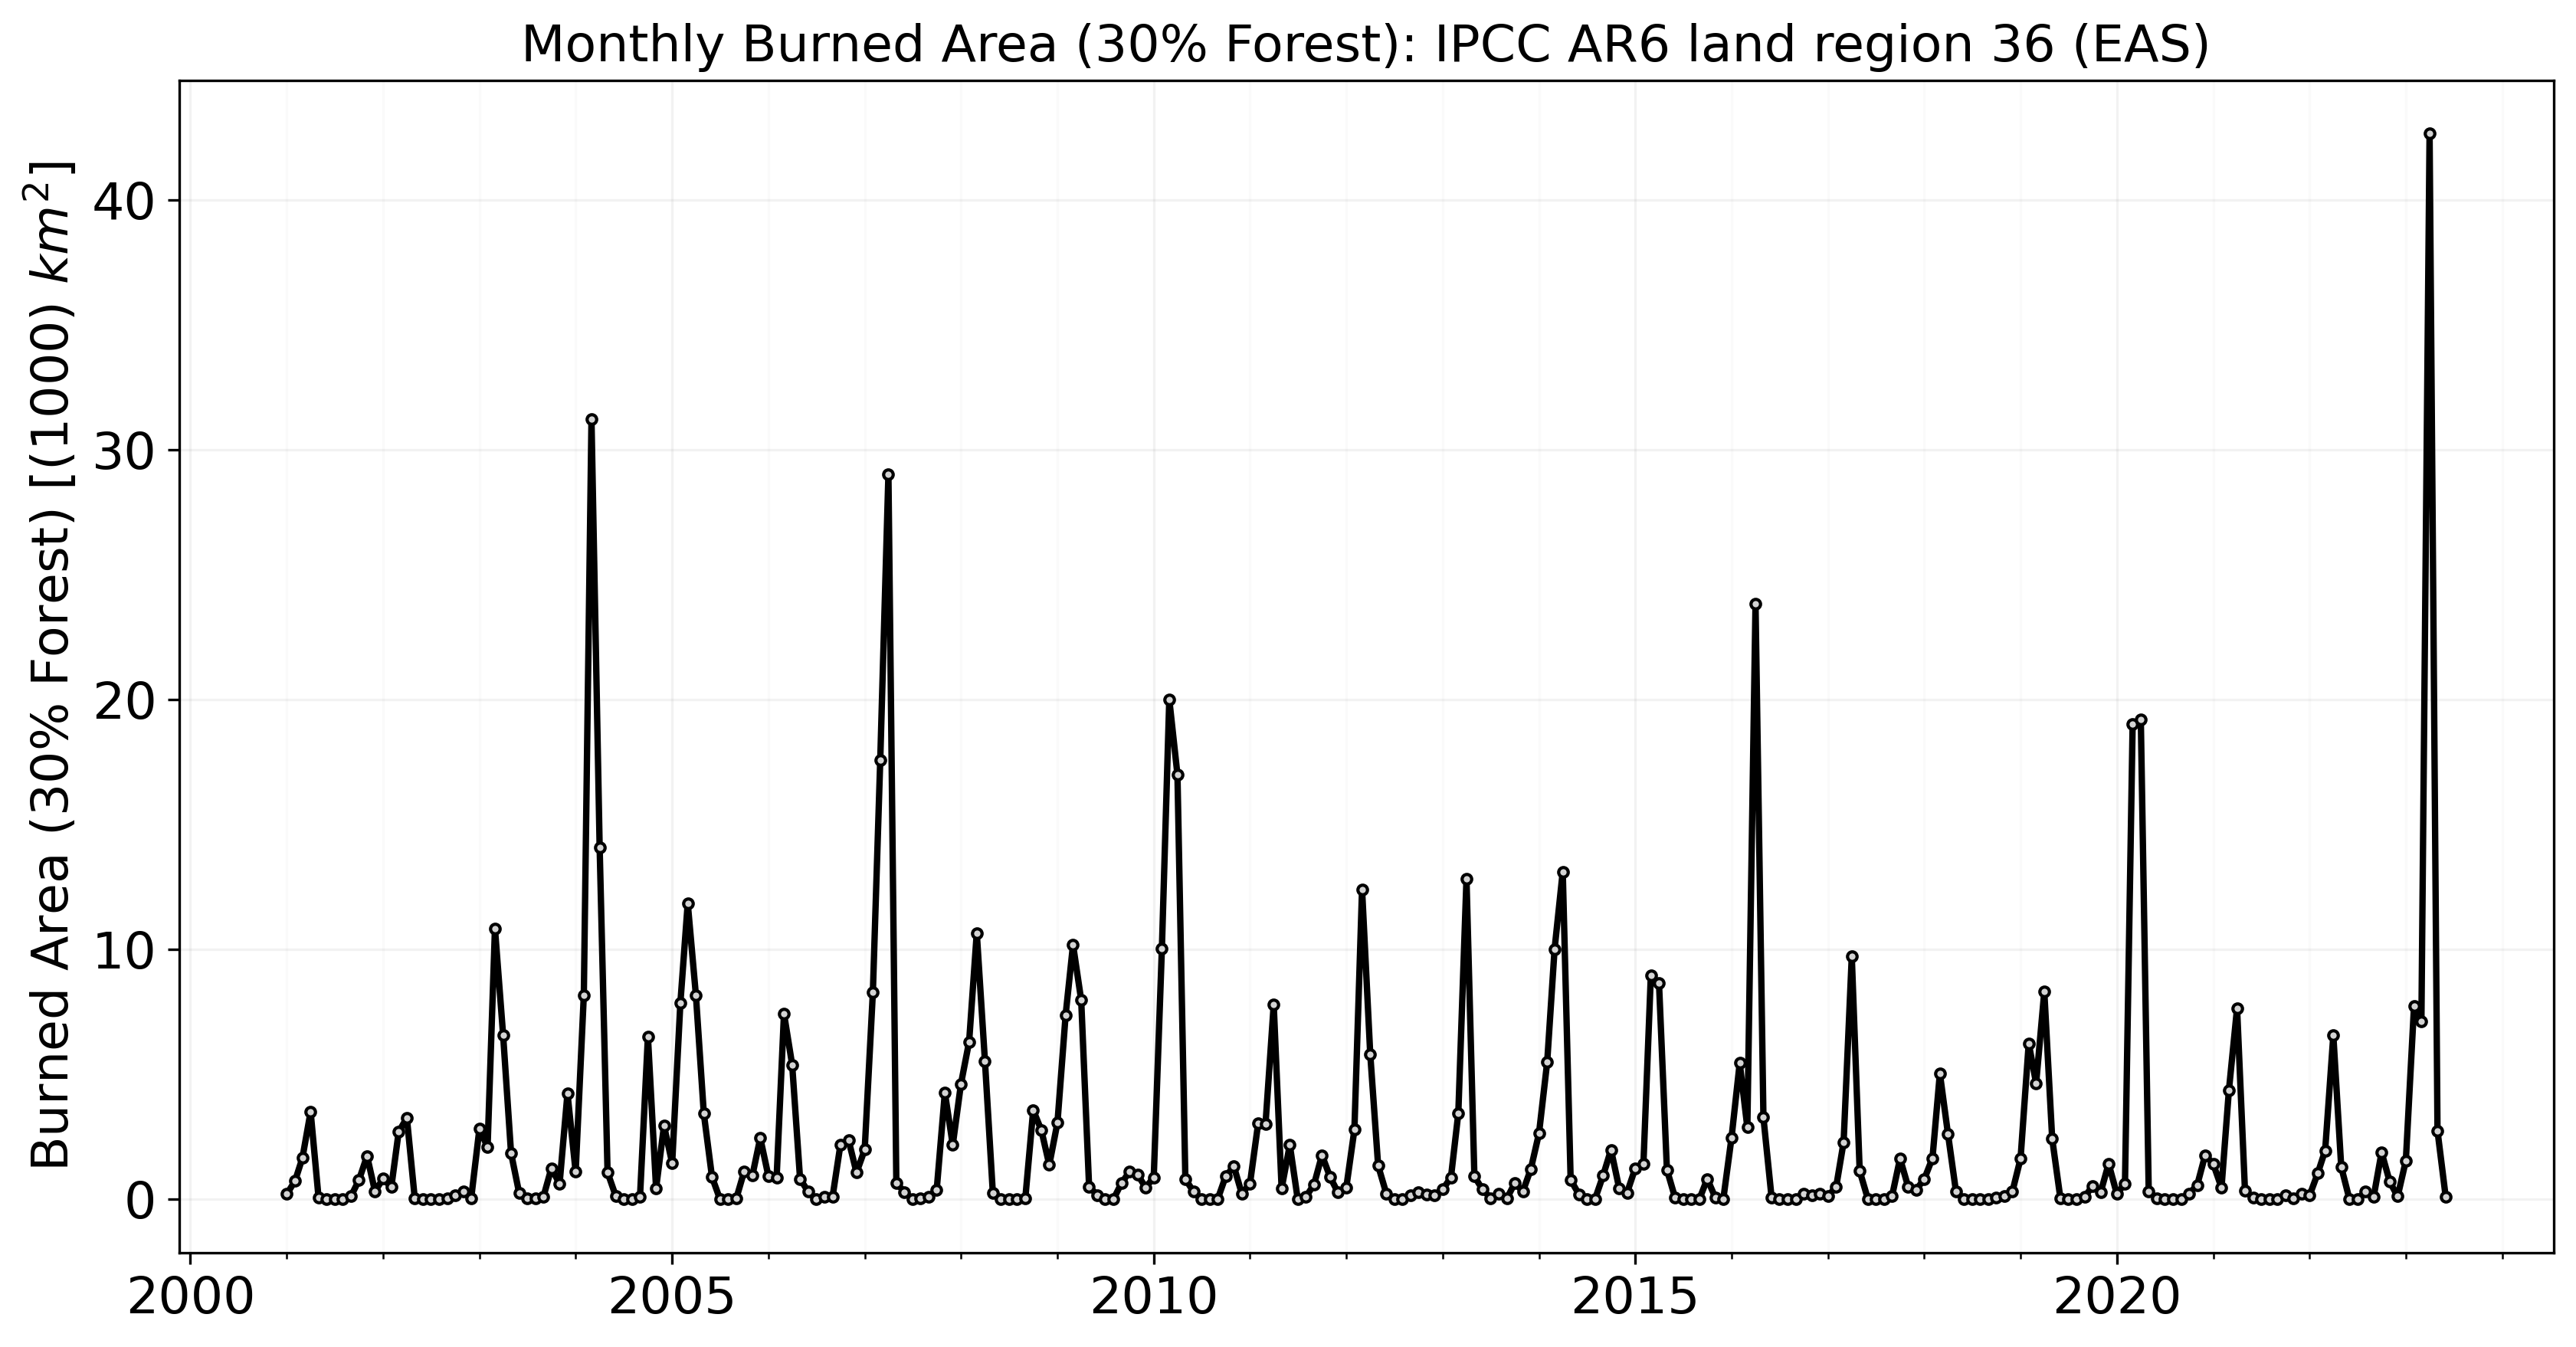 Monthly Burned Area (30% Forest): IPCC AR6 land region 36 (EAS)
Burned Area (30% Forest) [(1000) km²]
40
30
20
10
0
2000 2005 2010 2015 2020